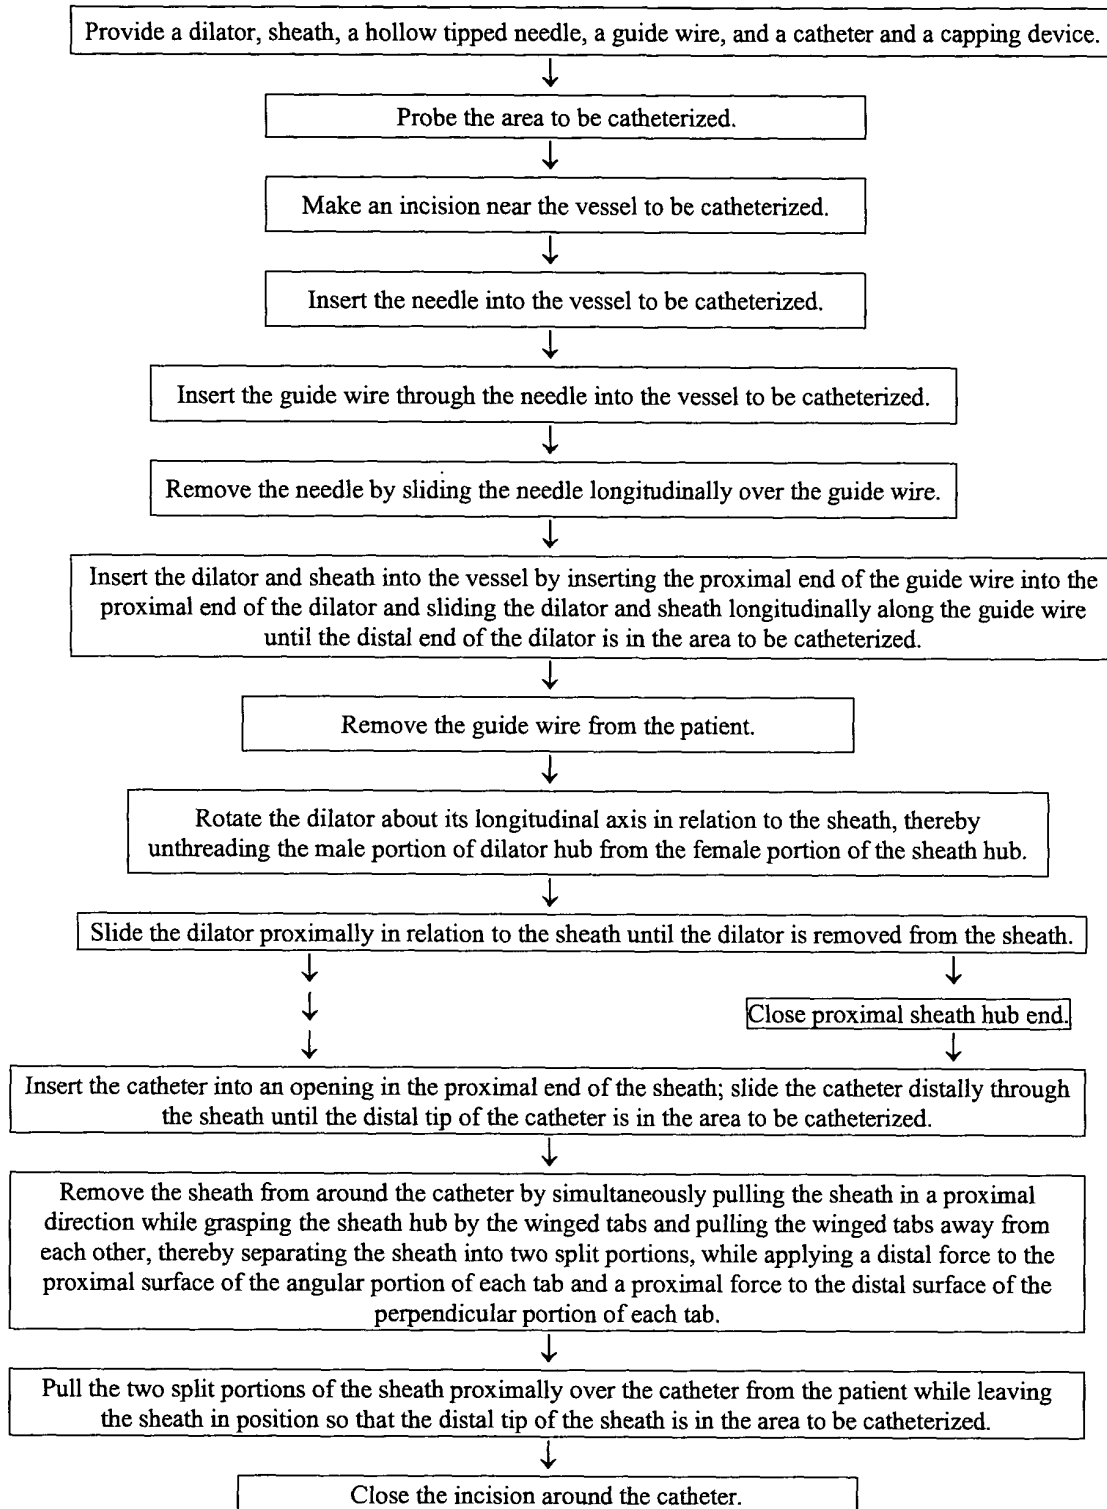 Provide a dilator, sheath, a hollow tipped needle, a guide wire, and a catheter and a capping device.
Probe the area to be catheterized.
Make an incision near the vessel to be catheterized.
Insert the needle into the vessel to be catheterized.
Insert the guide wire through the needle into the vessel to be catheterized.
Remove the needle by sliding the needle longitudinally over the guide wire.
Insert the dilator and sheath into the vessel by inserting the proximal end of the guide wire into the
proximal end of the dilator and sliding the dilator and sheath longitudinally along the guide wire
until the distal end of the dilator is in the area to be catheterized.
Remove the guide wire from the patient.
Rotate the dilator about its longitudinal axis in relation to the sheath, thereby
unthreading the male portion of dilator hub from the female portion of the sheath hub.
Slide the dilator proximally in relation to the sheath until the dilator is removed from the sheath.
Close proximal sheath hub end.
Insert the catheter into an opening in the proximal end of the sheath; slide the catheter distally through
the sheath until the distal tip of the catheter is in the area to be catheterized.
Remove the sheath from around the catheter by simultaneously pulling the sheath in a proximal
direction while grasping the sheath hub by the winged tabs and pulling the winged tabs away from
each other, thereby separating the sheath into two split portions, while applying a distal force to the
proximal surface of the angular portion of each tab and a proximal force to the distal surface of the
perpendicular portion of each tab.
Pull the two split portions of the sheath proximally over the catheter from the patient while leaving
the sheath in position so that the distal tip of the sheath is in the area to be catheterized.
Close the incision around the catheter.